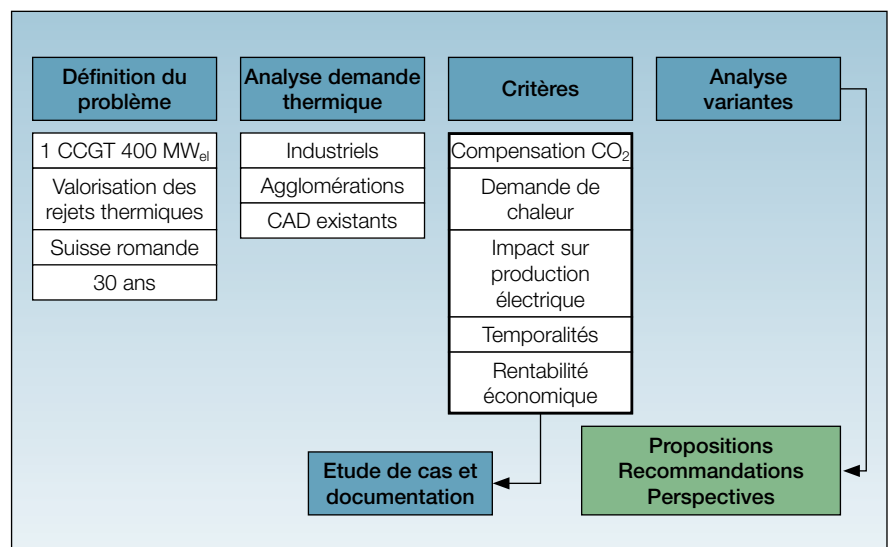 Définition du
problème
1 CCGT 400 MWel
Valorisation des
rejets thermiques
Suisse romande
30 ans
Analyse demande
thermique
Industriels
Agglomérations
CAD existants
Critères
Compensation CO2
Demande de
chaleur
Impact sur
production
électrique
Temporalités
Rentabilité
économique
Analyse
variantes
Etude de cas et
documentation
Propositions
Recommandations
Perspectives